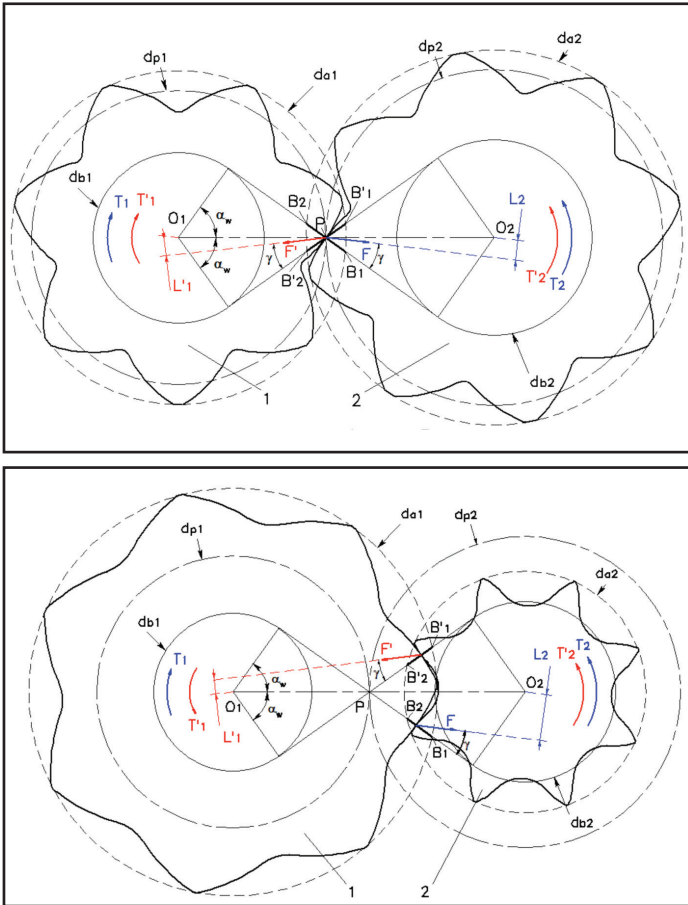 dp1
da1
dp2
da2
db1
T1
T'1
O1
αw
αw
L'1
B2
P
B'1
F'
F
γ
γ
B'2
B1
L2
O2
T'2
T2
db2
1
2
da1
dp2
dp1
da2
db1
T1
T'1
O1
αw
αw
L'1
F'
γ
B'1
B'2
P
B2
F
B1
γ
L2
O2
T'2
T2
db2
1
2